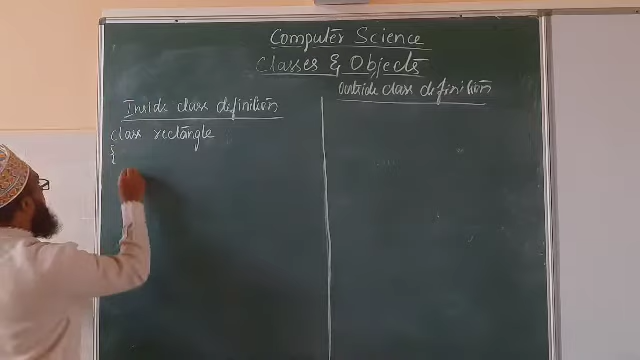 Computer Science
Classes & Objects
Inside class definition
class rectangle
{
Outside class definition